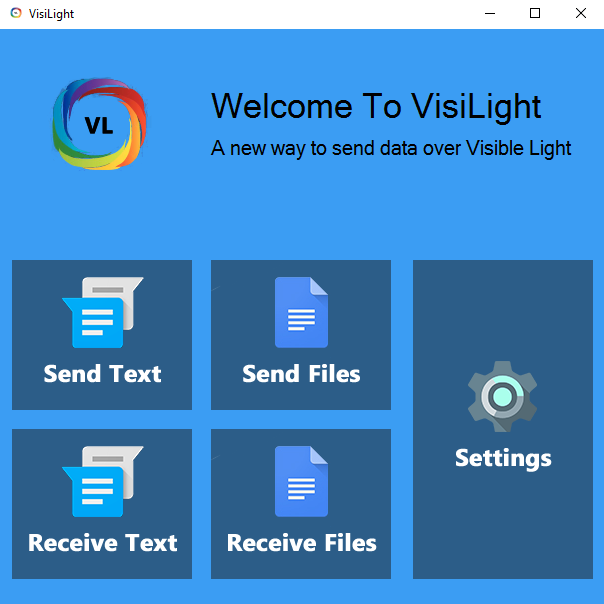 VisiLight
VL
Welcome To VisiLight
A new way to send data over Visible Light
Send Text
Send Files
Settings
Receive Text
Receive Files